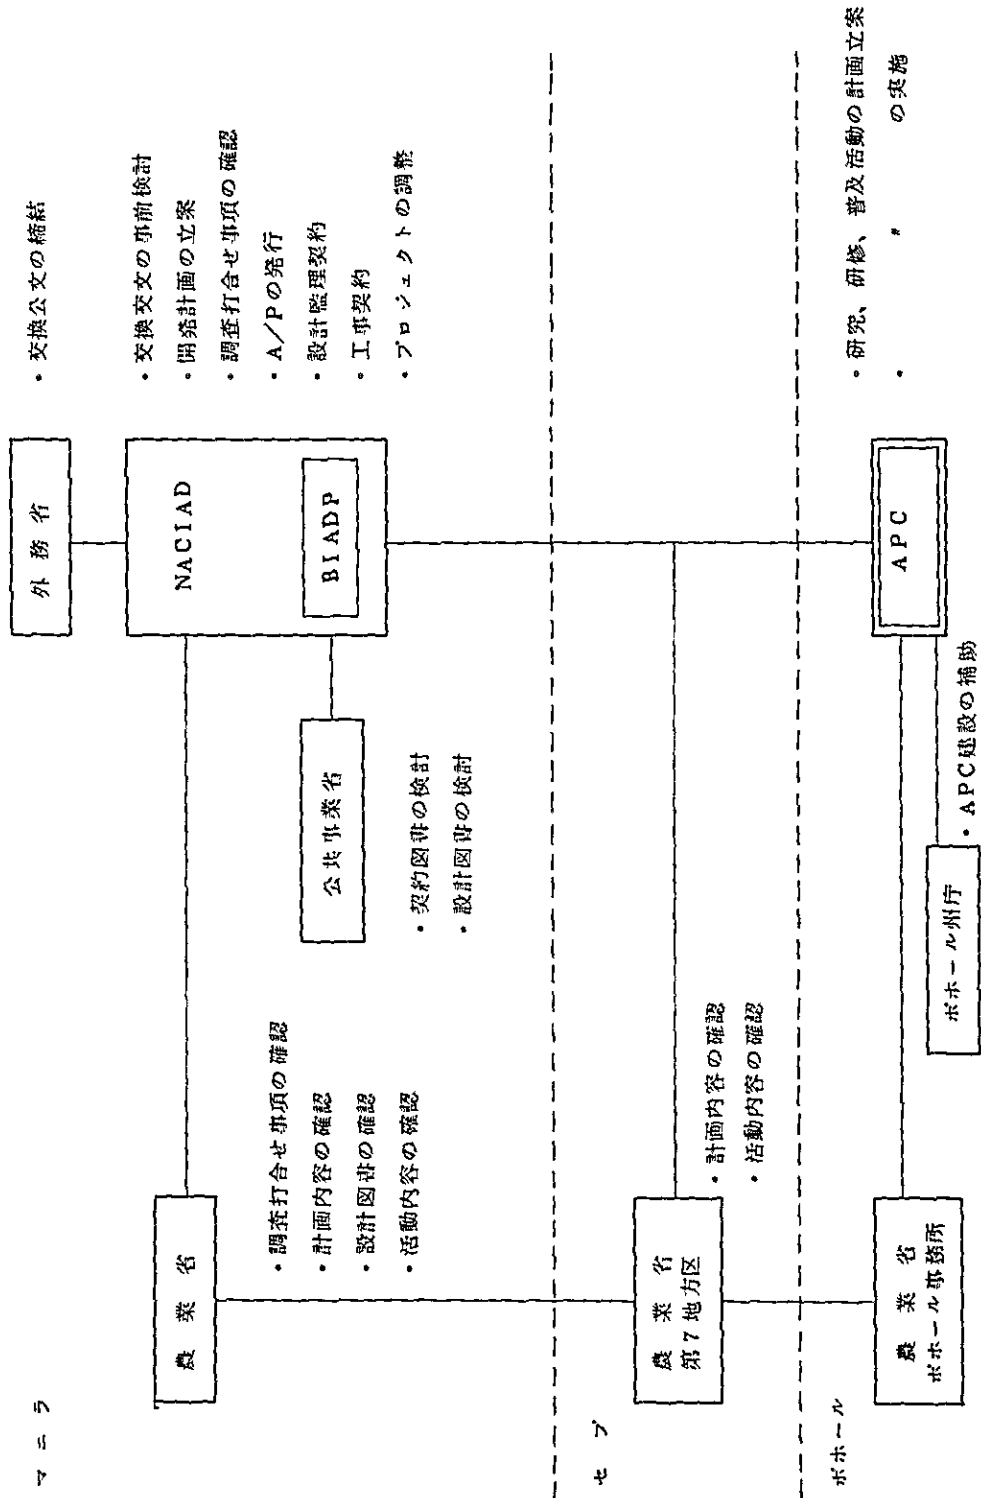 マニラ
外務省
・交換公文の締結
NACIAD
BIADP
・交換交文の事前検討
・開発計画の立案
・調査打合せ事項の確認
・A/Pの発行
・設計監理契約
・工事契約
・プロジェクトの調整
公共事業省
・契約図書の検討
・設計図書の検討
農業省
・調査打合せ事項の確認
・計画内容の確認
・設計図書の確認
・活動内容の確認
セブ
農業省
第7地方区
・計画内容の確認
・活動内容の確認
ボホール
農業省
ボホール事務所
ボホール州庁
・APC建設の補助
APC
・研究、研修、普及活動の計画立案
・ 〃 の実施